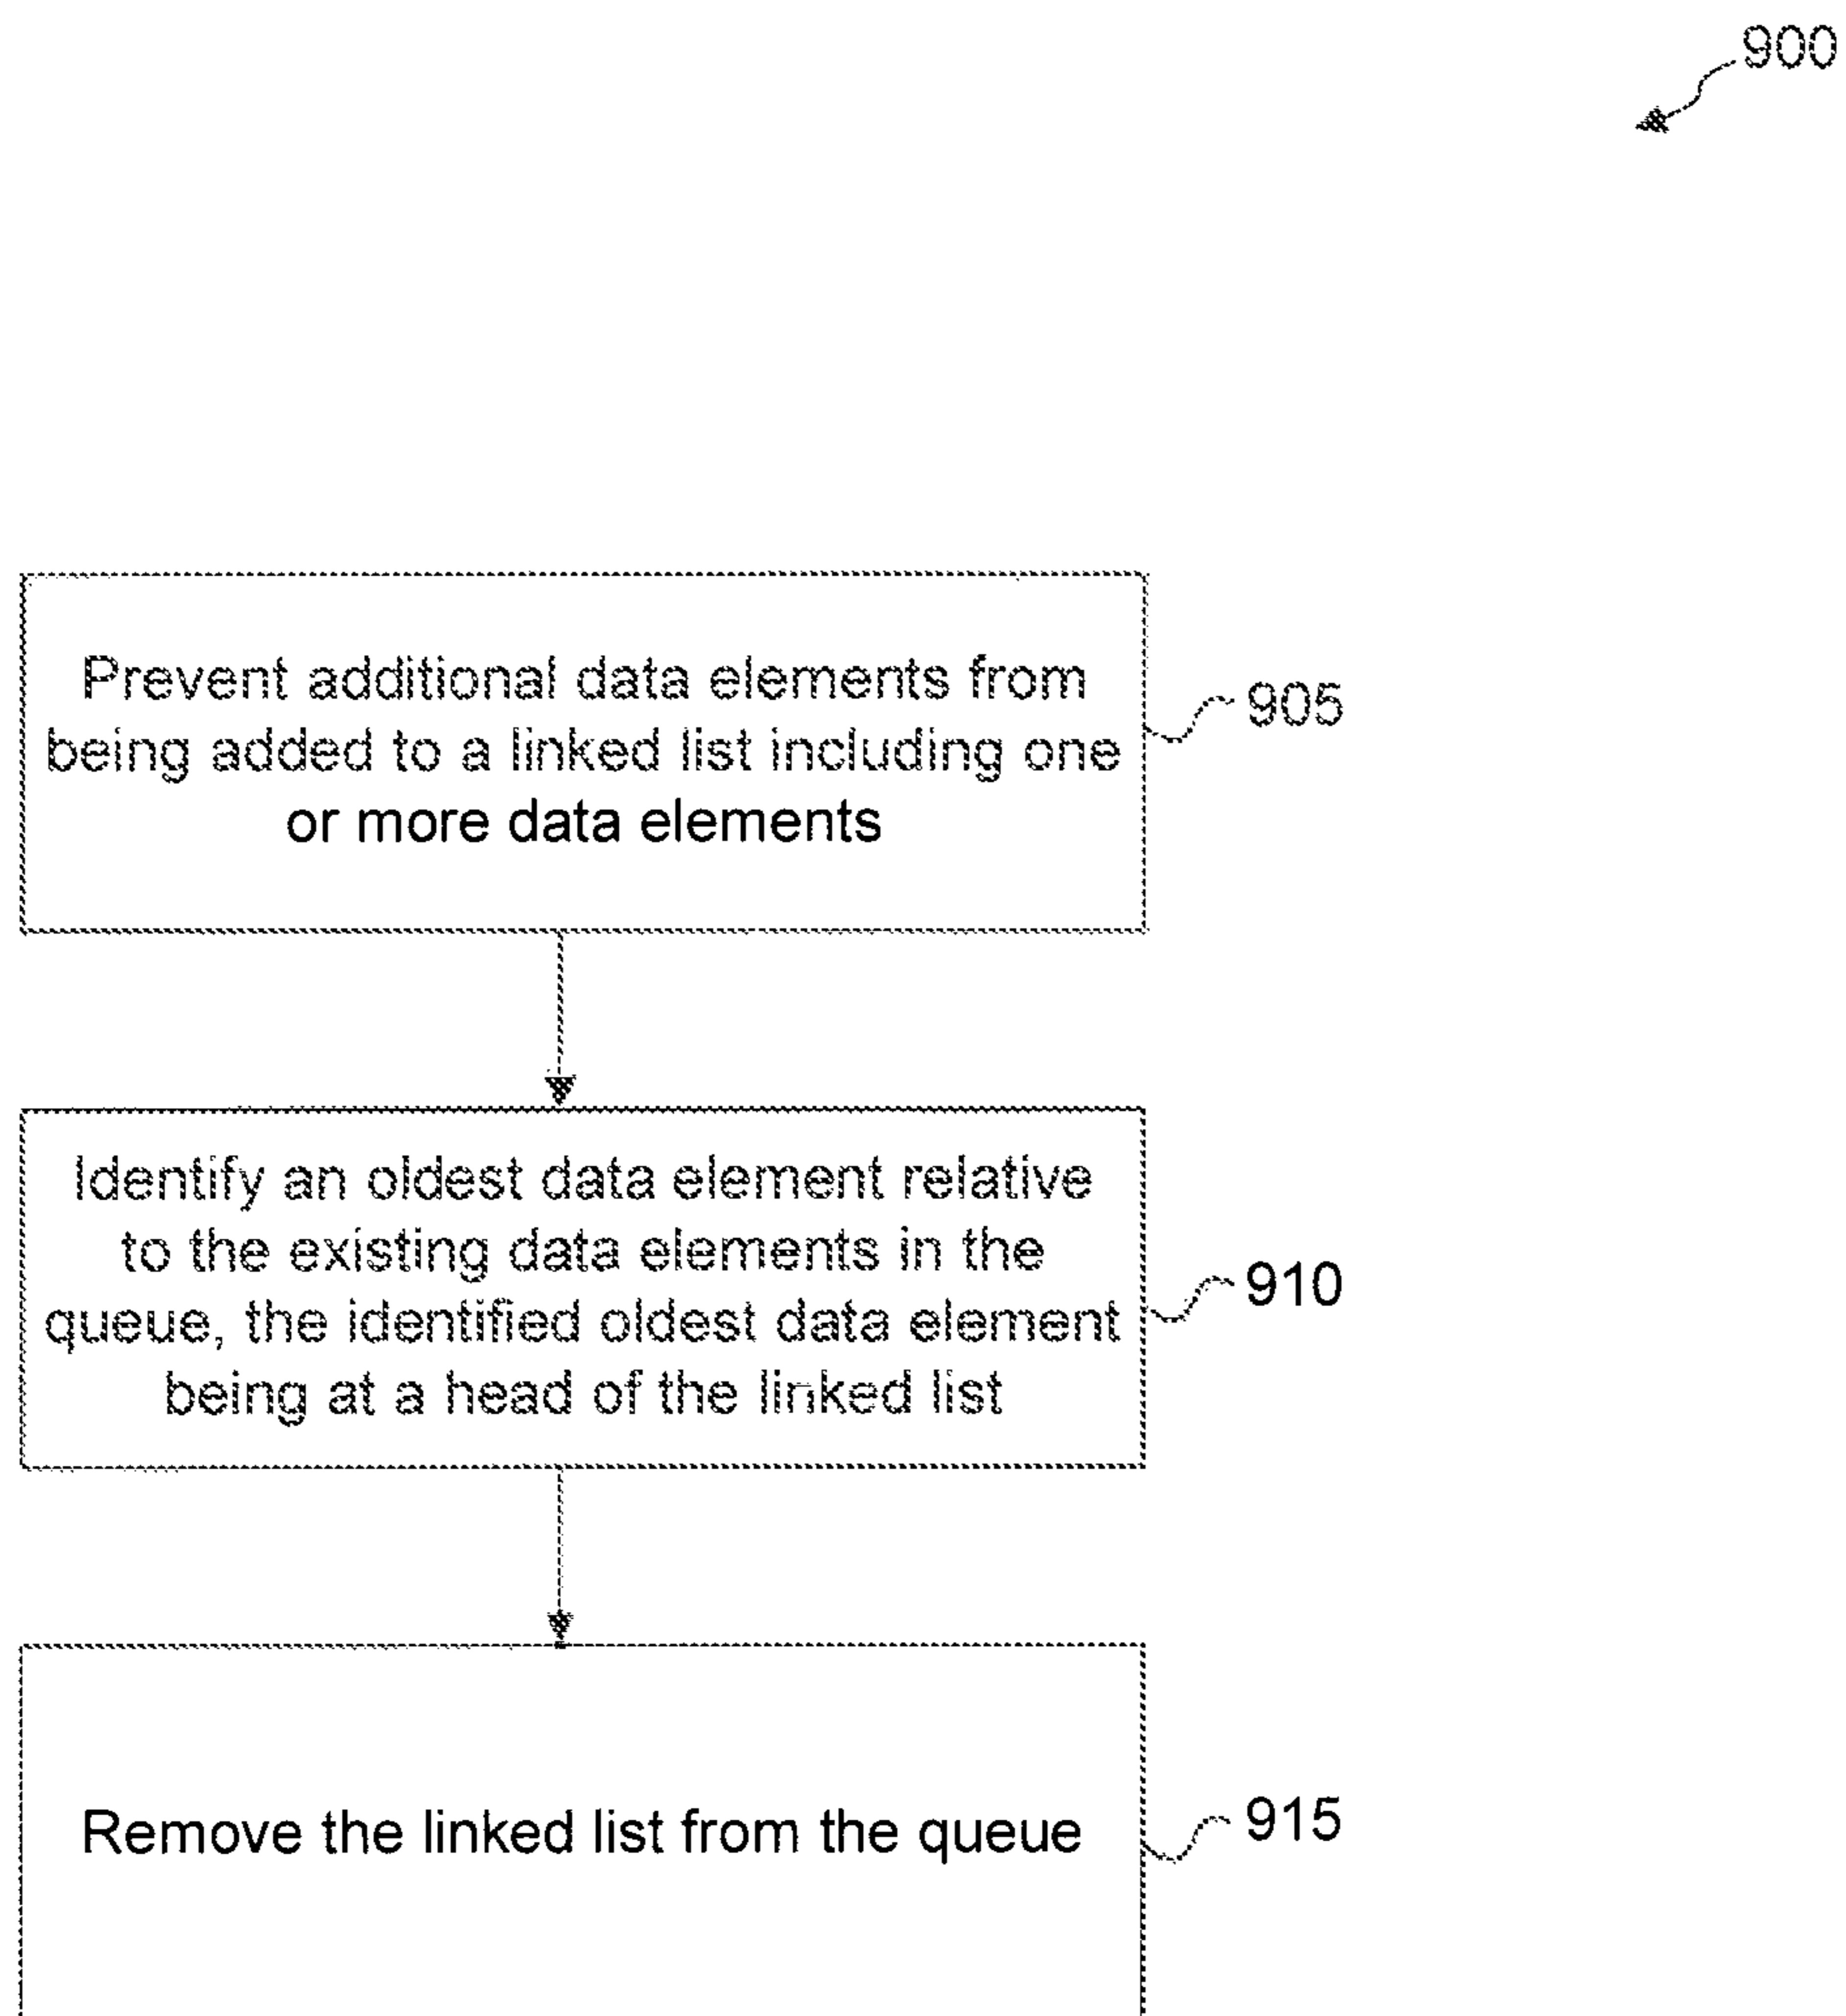 900
Prevent additional data elements from
being added to a linked list including one
or more data elements
905
Identify an oldest data element relative
to the existing data elements in the
queue, the identified oldest data element
being at a head of the linked list
910
Remove the linked list from the queue
915